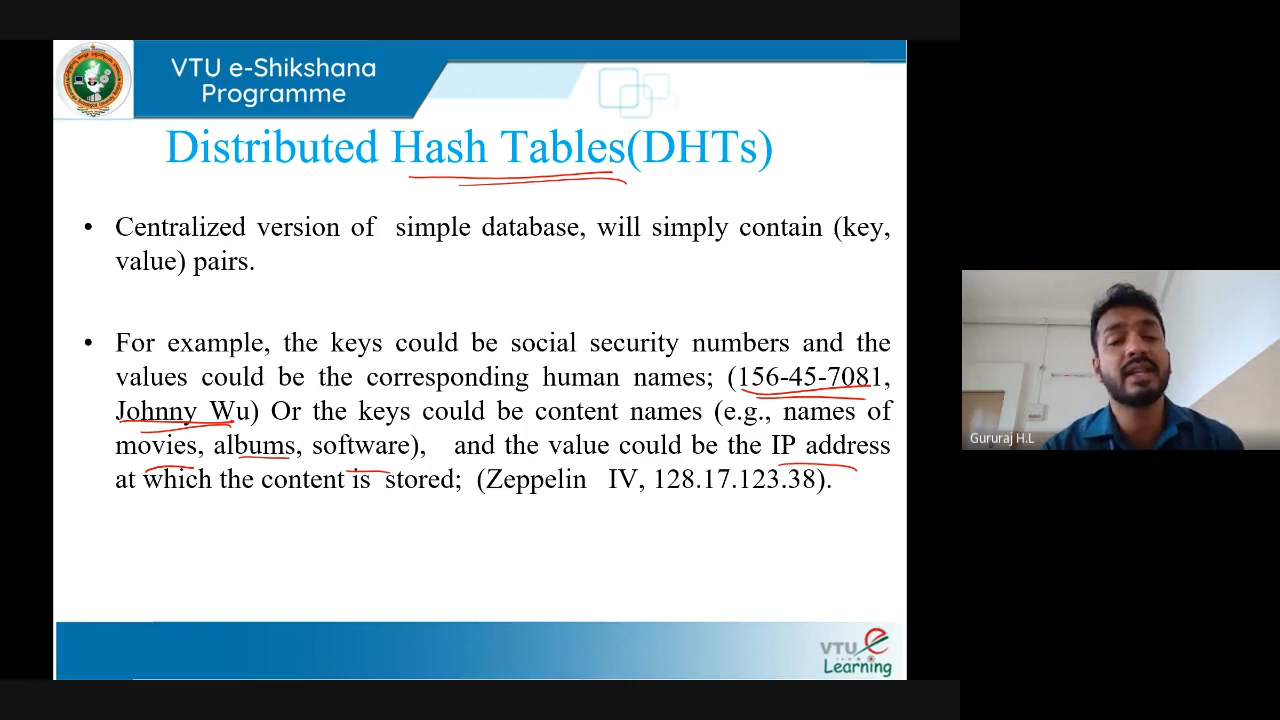 VTU e-Shikshana
Programme
Distributed Hash Tables(DHTs)
• Centralized version of simple database, will simply contain (key,
value) pairs.
• For example, the keys could be social security numbers and the
values could be the corresponding human names; (156-45-7081,
Johnny Wu) Or the keys could be content names (e.g., names of
movies, albums, software), and the value could be the IP address
at which the content is stored; (Zeppelin IV, 128.17.123.38).
Gururaj H.L
VTU e
Learning